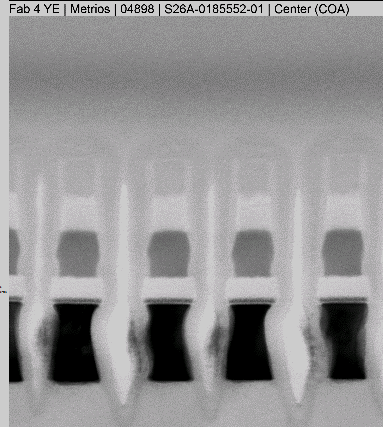 Fab 4 YE | Metrios | 04898 | S26A-0185552-01 | Center (COA)